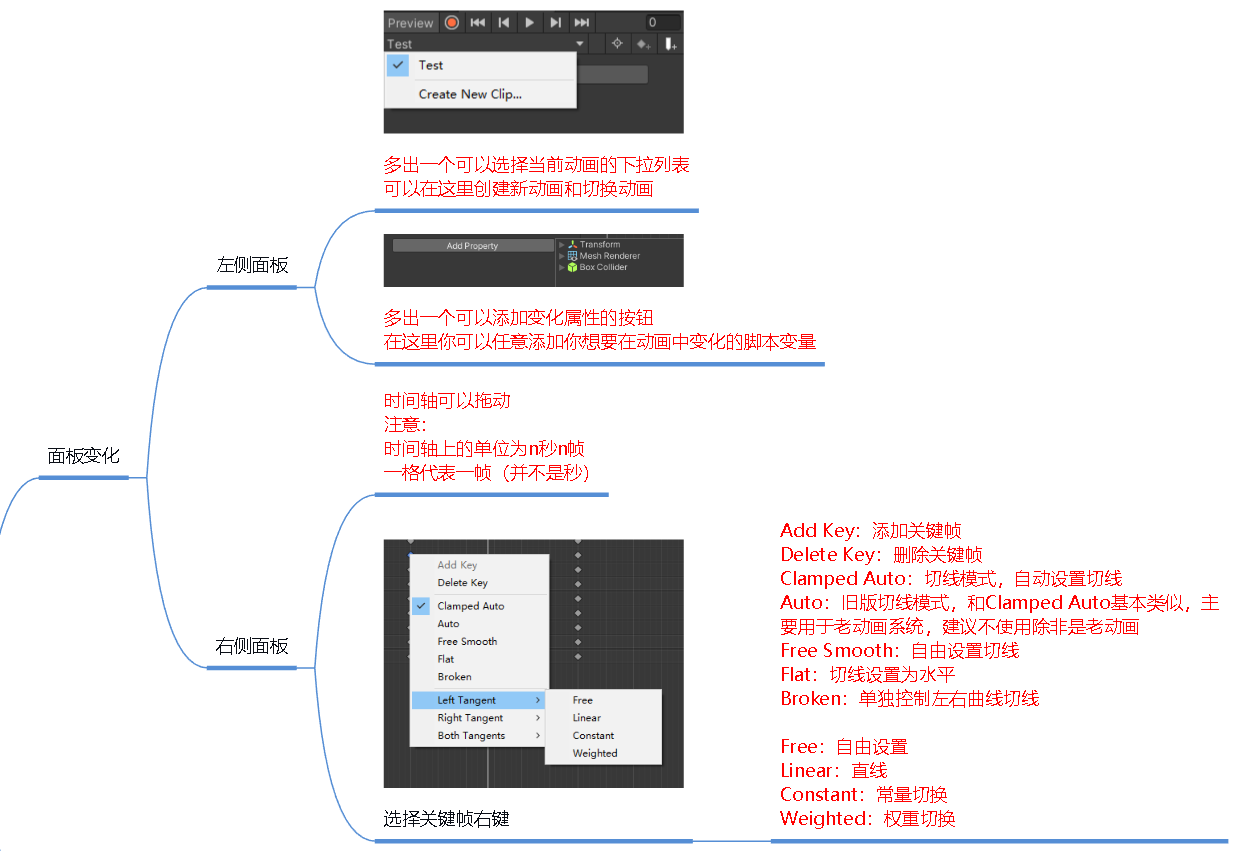 Preview
0
Test
Test
Create New Clip...
多出一个可以选择当前动画的下拉列表
可以在这里创建新动画和切换动画
左侧面板
Add Property
Transform
Mesh Renderer
Box Collider
多出一个可以添加变化属性的按钮
在这里你可以任意添加你想要在动画中变化的脚本变量
面板变化
时间轴可以拖动
注意：
时间轴上的单位为n秒n帧
一格代表一帧（并不是秒）
右侧面板
Add Key
Delete Key
Clamped Auto
Auto
Free Smooth
Flat
Broken
Left Tangent
Right Tangent
Both Tangents
Free
Linear
Constant
Weighted
选择关键帧右键
Add Key：添加关键帧
Delete Key：删除关键帧
Clamped Auto：切线模式，自动设置切线
Auto：旧版切线模式，和Clamped Auto基本类似，主
要用于老动画系统，建议不使用除非是老动画
Free Smooth：自由设置切线
Flat：切线设置为水平
Broken：单独控制左右曲线切线
Free：自由设置
Linear：直线
Constant：常量切换
Weighted：权重切换